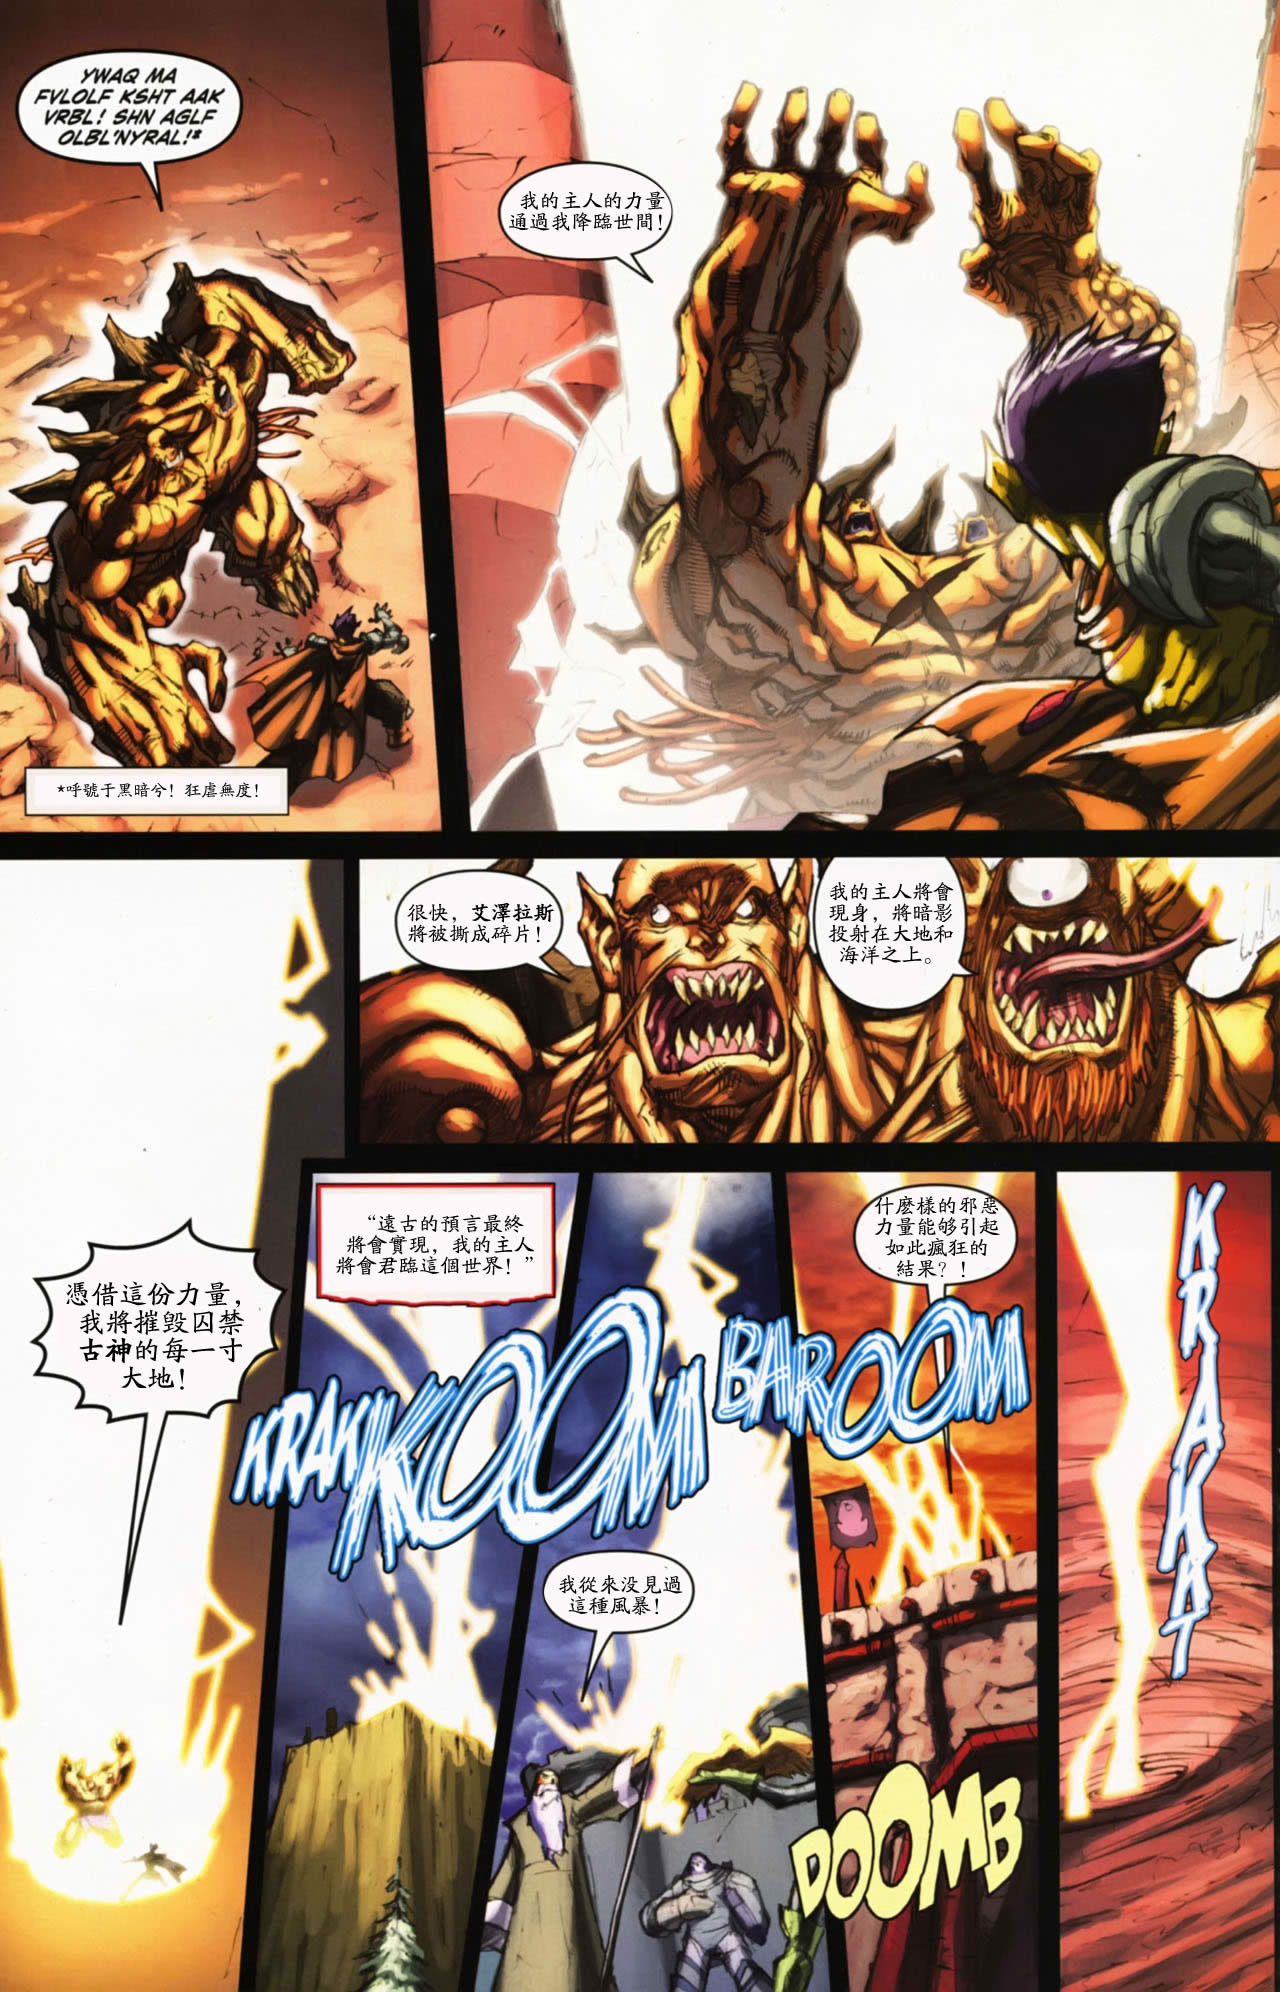 YWAQ MA
FVLOLF KSHT AAK
VRBL! SHN AGLF
OLBL'NYRAL!*
*呼號于黑暗兮！狂虐無度！
我的主人的力量
通過我降臨世間！
很快，艾澤拉斯
將被撕成碎片！
我的主人將會
現身，將暗影
投射在大地和
海洋之上。
憑借這份力量，
我將摧毀囚禁
古神的每一寸
大地！
“遠古的預言最終
將會實現，我的主人
將會君臨這個世界！”
KRAKKOOOM
我從來没見過
這種風暴！
BAROOOM
什麽樣的邪惡
力量能够引起
如此瘋狂的
結果？！
DOOMB
KRAKAT